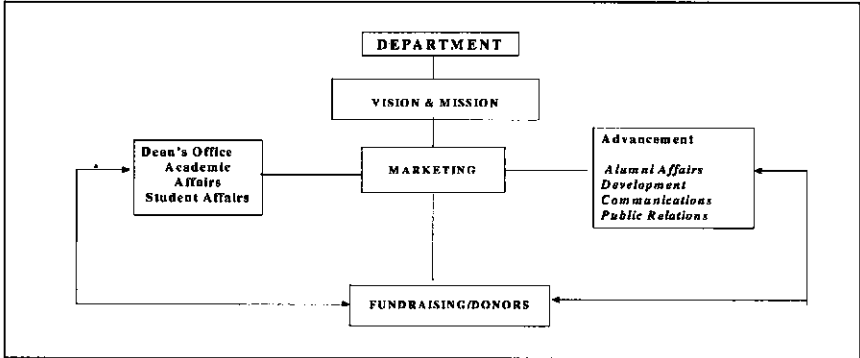 DEPARTMENT
VISION & MISSION
Dean's Office
Academic
Affairs
Student Affairs
MARKETING
Advancement
Alumni Affairs
Development
Communications
Public Relations
FUNDRAISING/DONORS